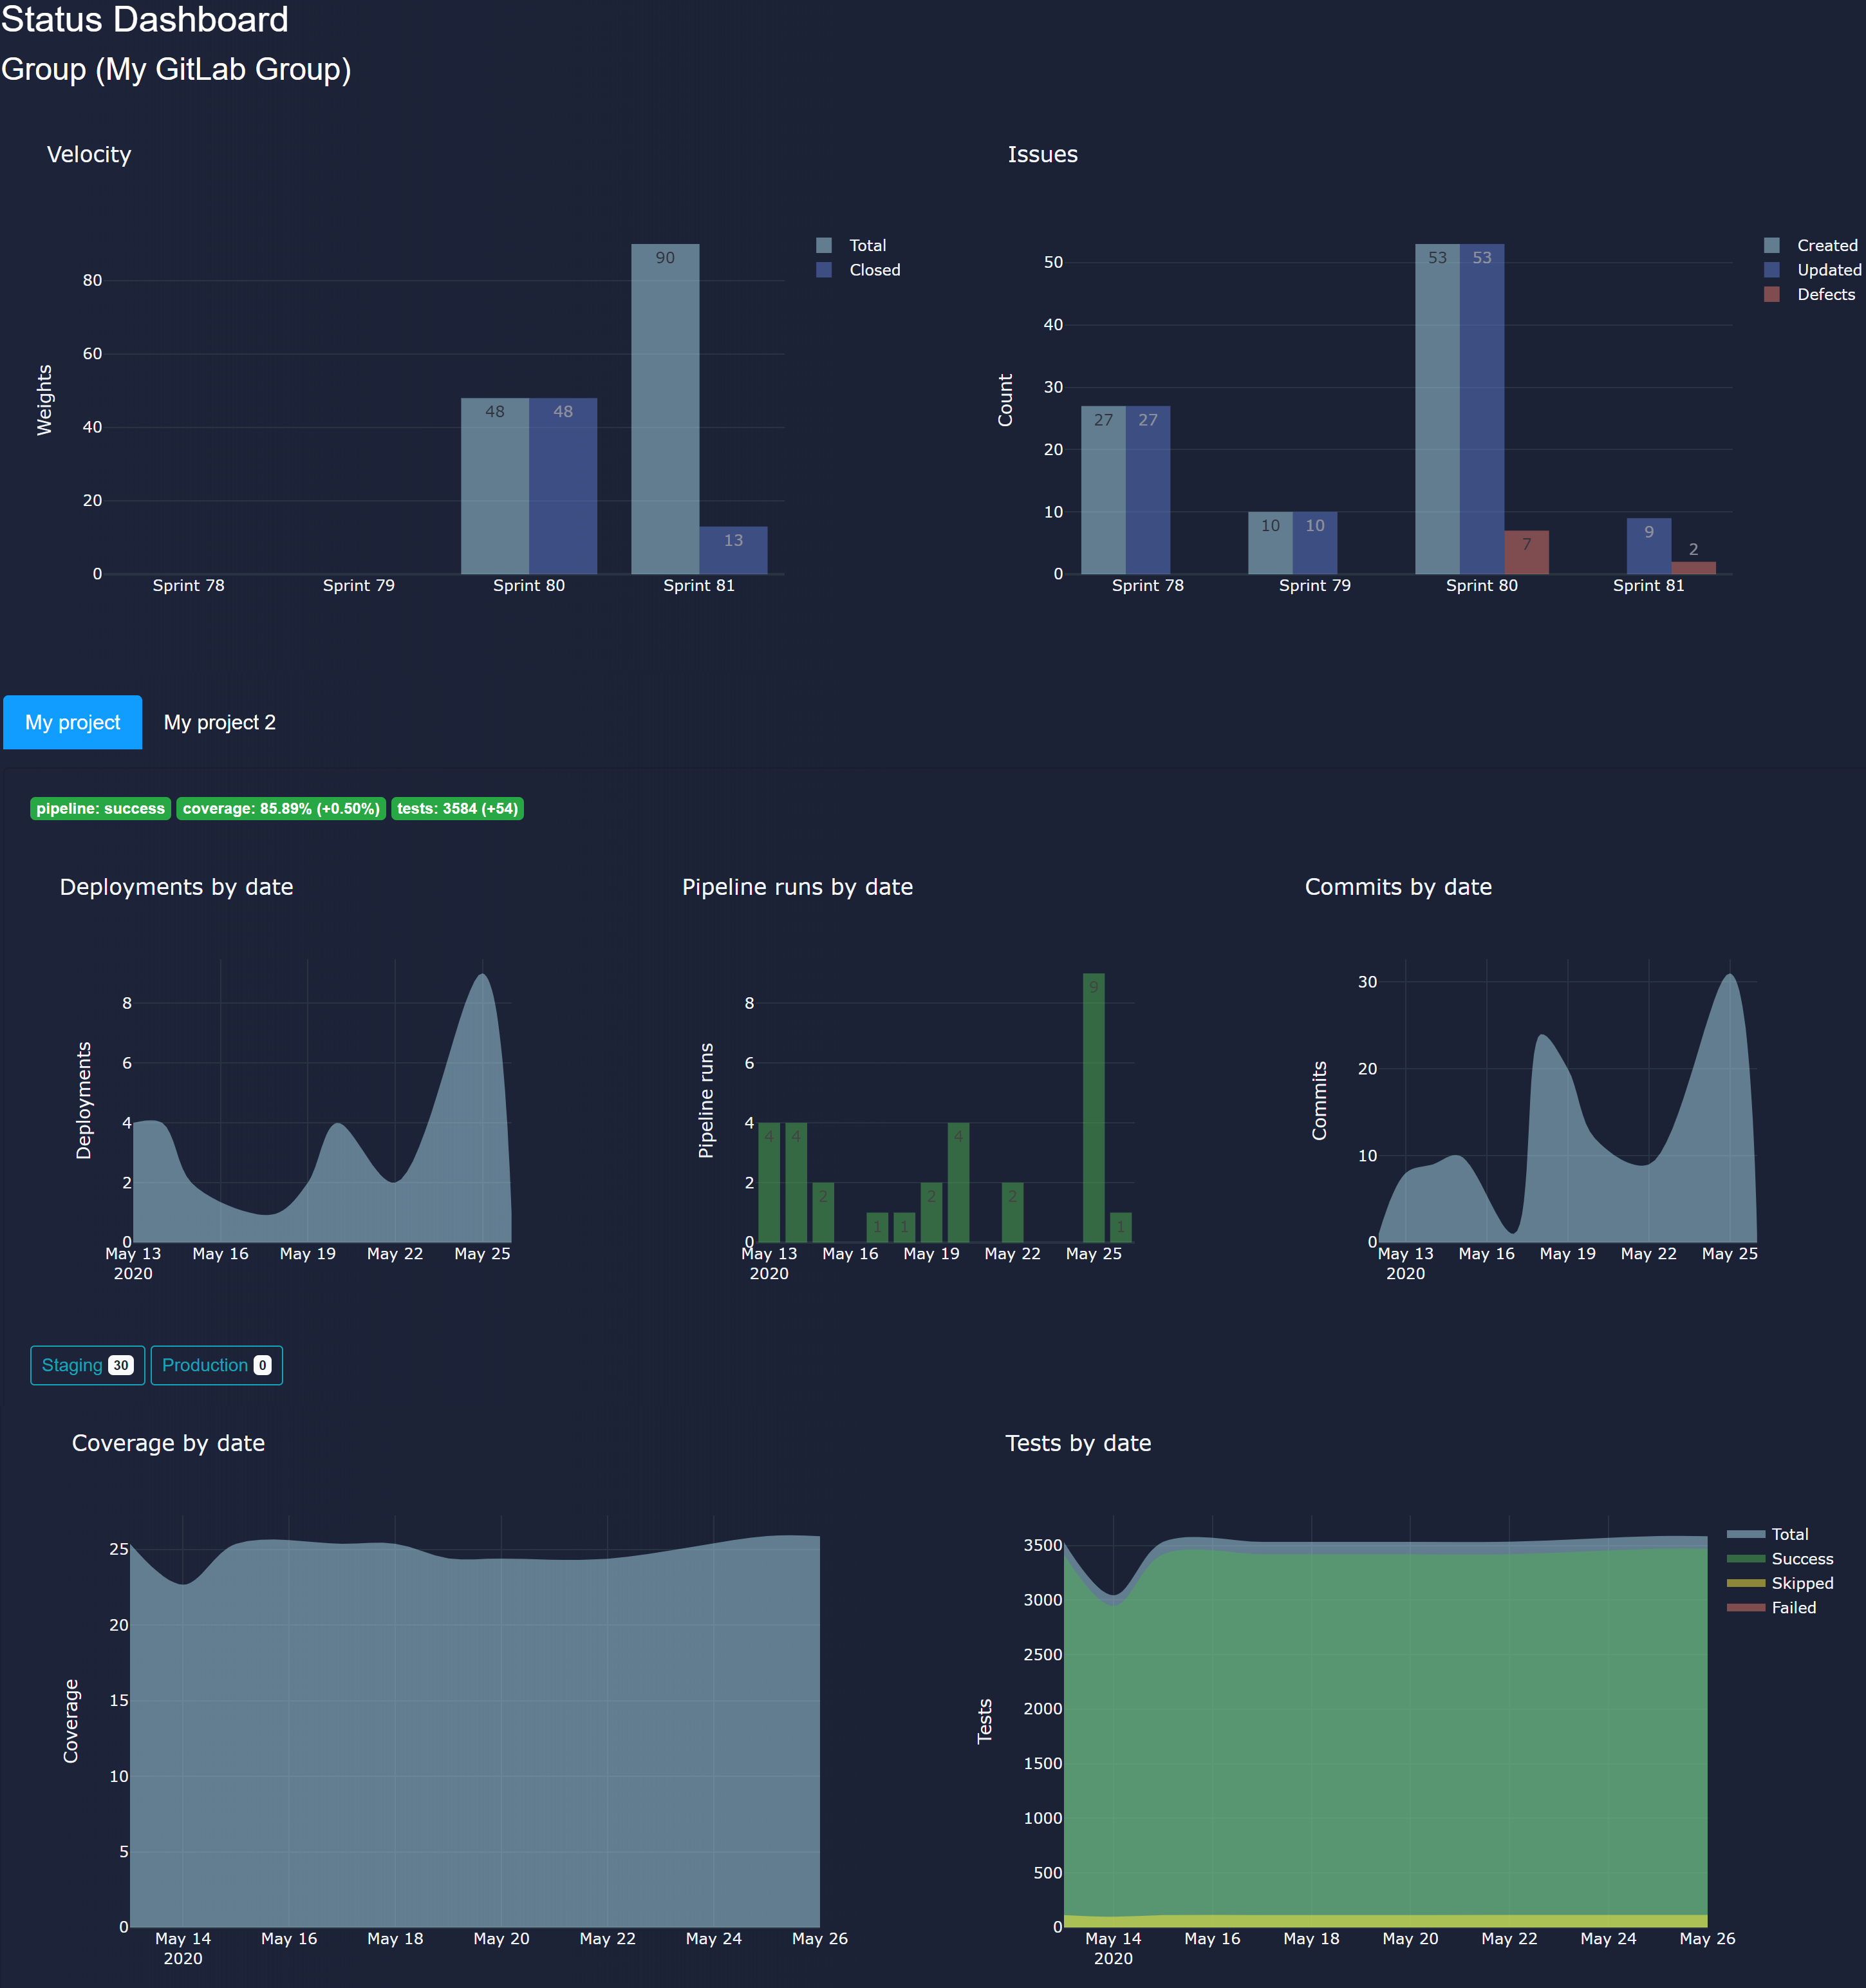 Status Dashboard
Group (My GitLab Group)
Velocity
Weights
80
60
40
20
0
48
48
90
13
Sprint 78
Sprint 79
Sprint 80
Sprint 81
Total
Closed
Issues
Count
50
40
30
20
10
0
27
27
10
10
53
53
7
9
2
Sprint 78
Sprint 79
Sprint 80
Sprint 81
Created
Updated
Defects
My project
My project 2
pipeline: success
coverage: 85.89% (+0.50%)
tests: 3584 (+54)
Deployments by date
Deployments
8
6
4
2
0
May 13
2020
May 16
May 19
May 22
May 25
Pipeline runs by date
Pipeline runs
8
6
4
2
0
4
4
2
1
1
2
4
2
9
1
May 13
2020
May 16
May 19
May 22
May 25
Commits by date
Commits
30
20
10
0
May 13
2020
May 16
May 19
May 22
May 25
Staging 30
Production 0
Coverage by date
Coverage
25
20
15
10
5
0
May 14
2020
May 16
May 18
May 20
May 22
May 24
May 26
Tests by date
Tests
3500
3000
2500
2000
1500
1000
500
0
May 14
2020
May 16
May 18
May 20
May 22
May 24
May 26
Total
Success
Skipped
Failed